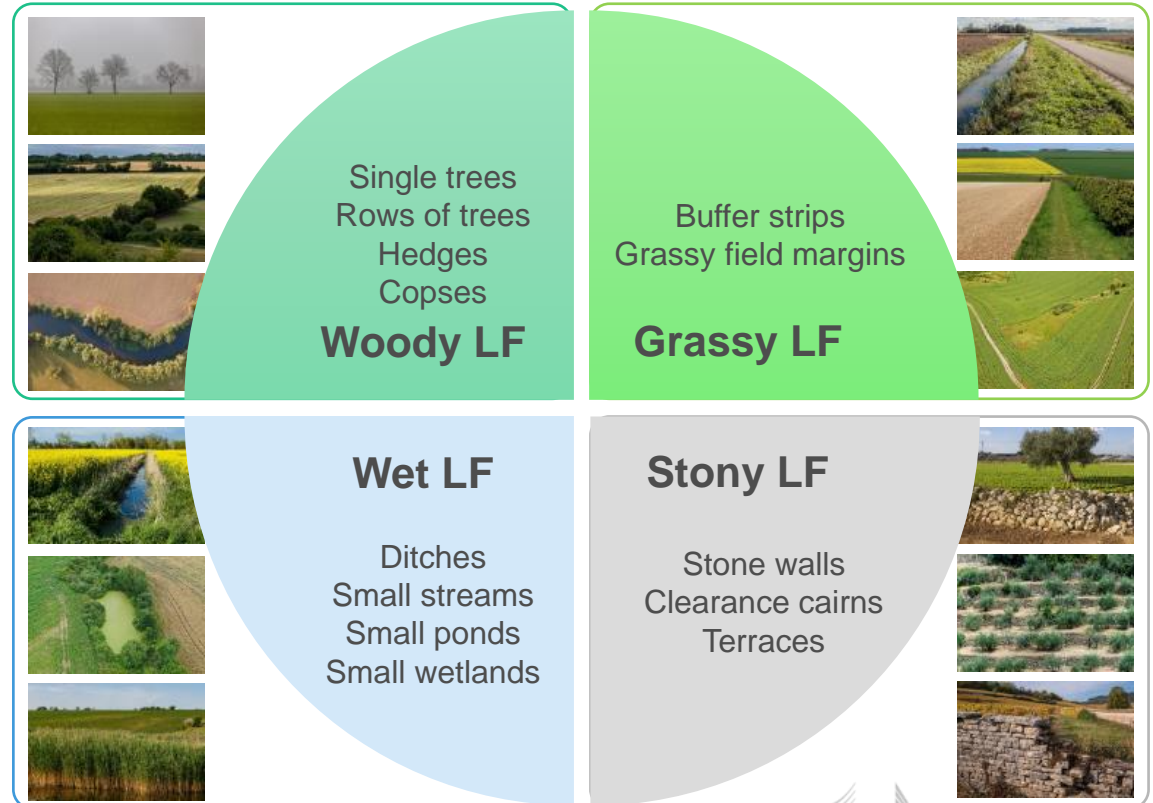 Single trees
Rows of trees
Hedges
Copses
Woody LF
Buffer strips
Grassy field margins
Grassy LF
Wet LF
Ditches
Small streams
Small ponds
Small wetlands
Stony LF
Stone walls
Clearance cairns
Terraces